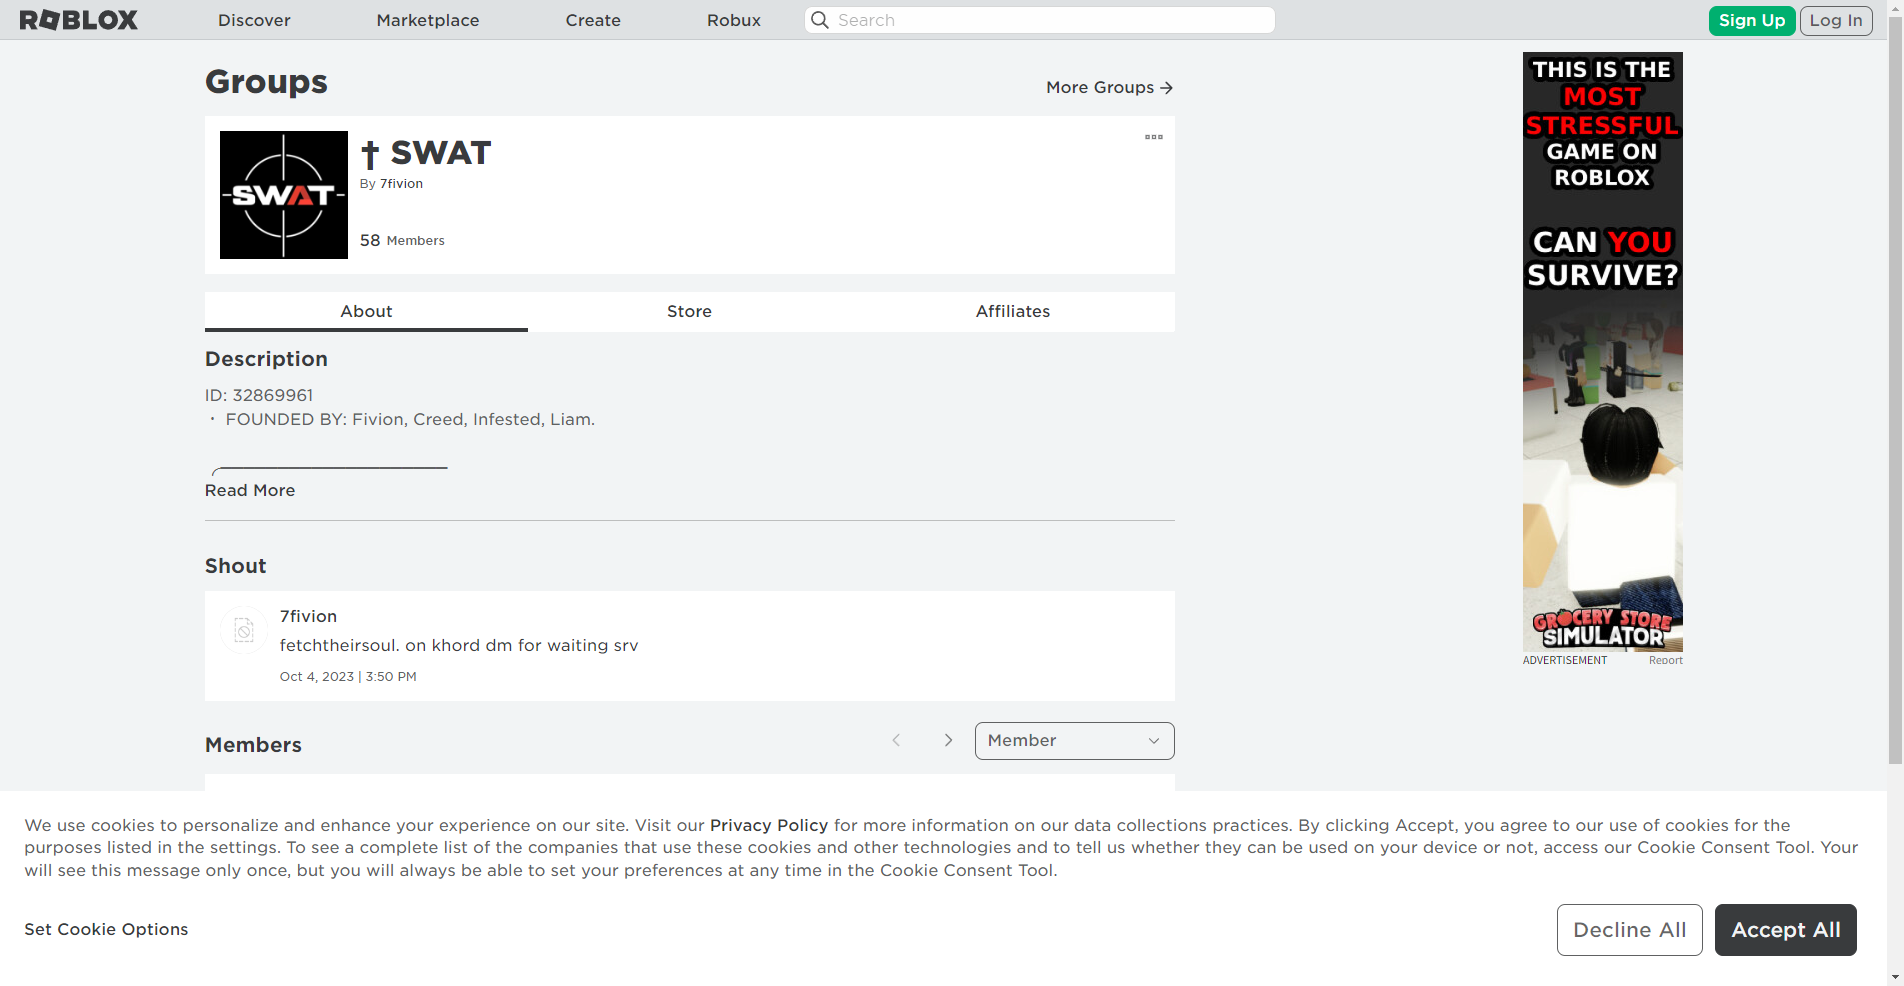 ROBLOX
Discover
Marketplace
Create
Robux
Search
Sign Up
Log In
Groups
More Groups →
SWAT
† SWAT
By 7fivion
58 Members
About
Store
Affiliates
Description
ID: 32869961
· FOUNDED BY: Fivion, Creed, Infested, Liam.
Read More
Shout
7fivion
fetchtheirsoul. on khord dm for waiting srv
Oct 4, 2023 | 3:50 PM
Members
Member
THIS IS THE
MOST
STRESSFUL
GAME ON
ROBLOX
CAN YOU
SURVIVE?
GROCERY STORE
SIMULATOR
ADVERTISEMENT
Report
We use cookies to personalize and enhance your experience on our site. Visit our Privacy Policy for more information on our data collections practices. By clicking Accept, you agree to our use of cookies for the
purposes listed in the settings. To see a complete list of the companies that use these cookies and other technologies and to tell us whether they can be used on your device or not, access our Cookie Consent Tool. Your
will see this message only once, but you will always be able to set your preferences at any time in the Cookie Consent Tool.
Set Cookie Options
Decline All
Accept All